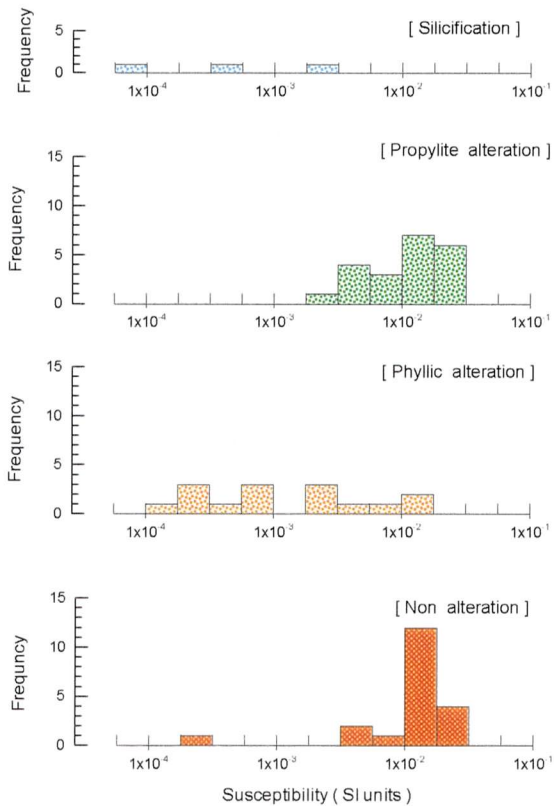 [ Silicification ]
Frequency
5
0
1x10-4 1x10-3 1x10-2 1x10-1
[ Propylite alteration ]
Frequency
15
10
5
0
1x10-4 1x10-3 1x10-2 1x10-1
[ Phyllic alteration ]
Frequency
15
10
5
0
1x10-4 1x10-3 1x10-2 1x10-1
[ Non alteration ]
Frequncy
15
10
5
0
1x10-4 1x10-3 1x10-2 1x10-1
Susceptibility ( SI units )